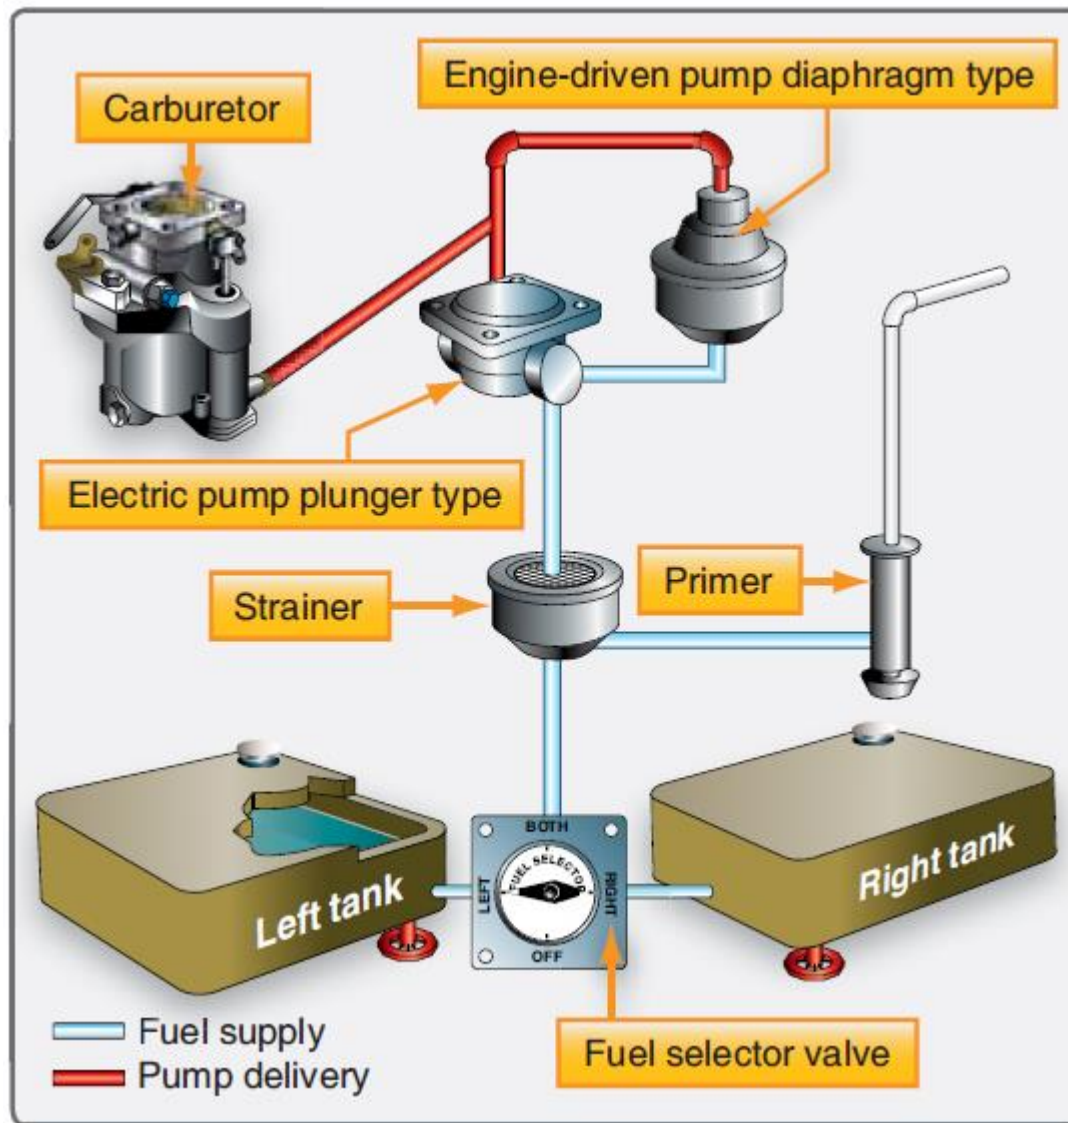 Engine-driven pump diaphragm type
Carburetor
Electric pump plunger type
Strainer
Primer
BOTH
FUEL SELECTOR
LEFT
RIGHT
OFF
Left tank
Right tank
Fuel supply
Pump delivery
Fuel selector valve